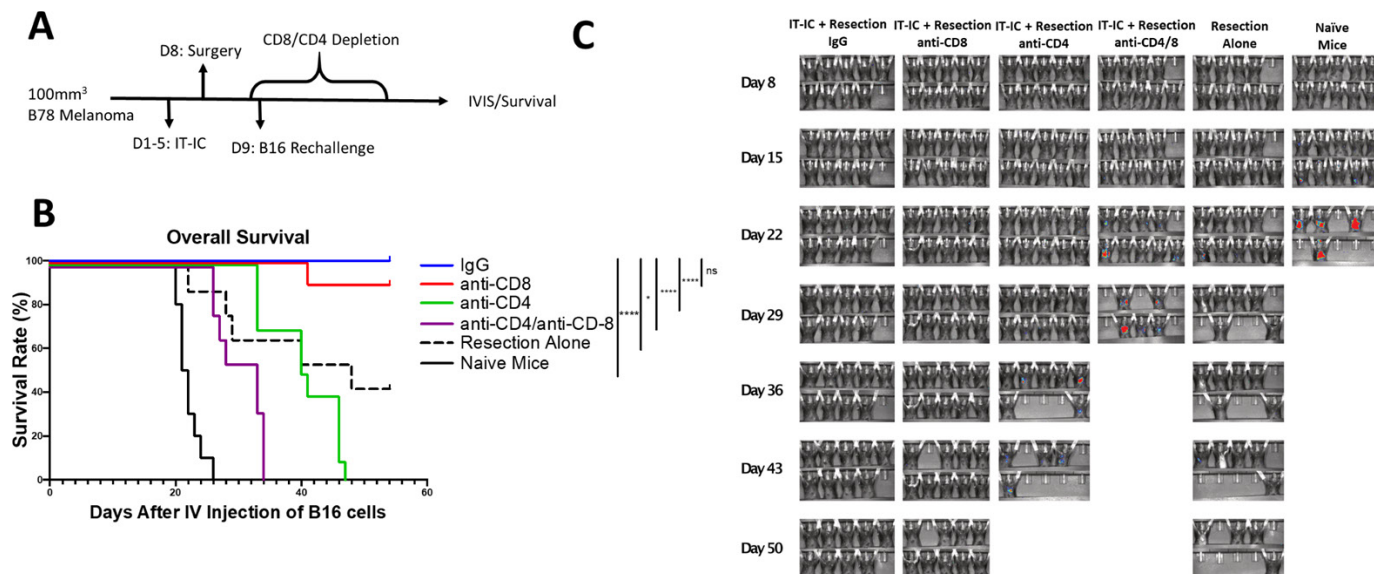 A
D8: Surgery
CD8/CD4 Depletion
100mm³
B78 Melanoma
IVIS/Survival
D1-5: IT-IC
D9: B16 Rechallenge
B
Overall Survival
Survival Rate (%)
100
80
60
40
20
0
0
20
40
60
Days After IV Injection of B16 cells
IgG
anti-CD8
anti-CD4
anti-CD4/anti-CD-8
Resection Alone
Naive Mice
****
*
****
****
ns
C
IT-IC + Resection
IgG
IT-IC + Resection
anti-CD8
IT-IC + Resection
anti-CD4
IT-IC + Resection
anti-CD4/8
Resection
Alone
Naïve
Mice
Day 8
Day 15
Day 22
Day 29
Day 36
Day 43
Day 50